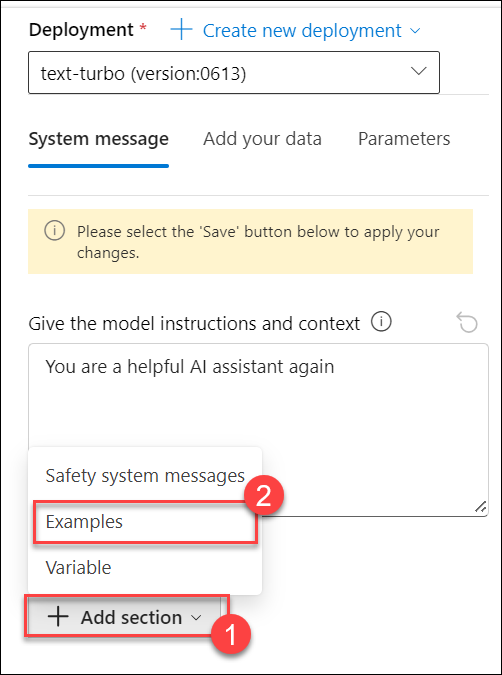 Deployment * + Create new deployment
text-turbo (version:0613)
System message Add your data Parameters
Please select the 'Save' button below to apply your
changes.
Give the model instructions and context
You are a helpful AI assistant again
Safety system messages
2
Examples
Variable
+ Add section
1